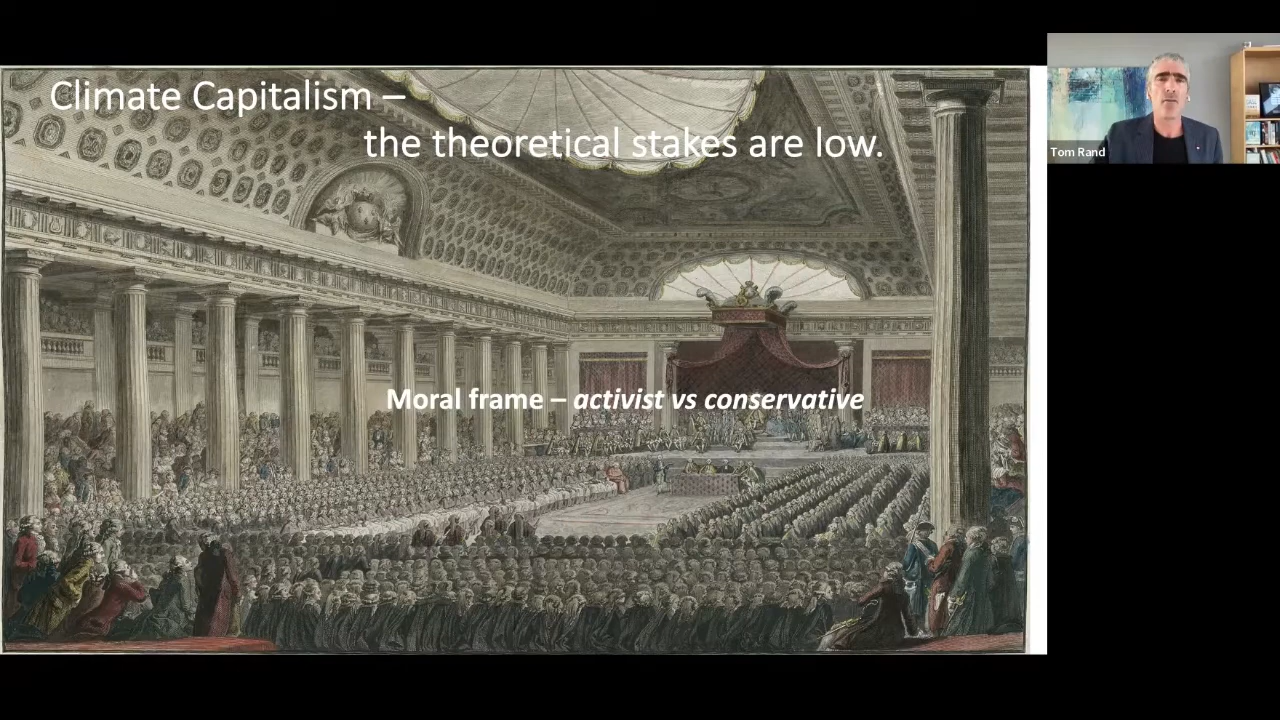 Climate Capitalism –
the theoretical stakes are low.
Moral frame – activist vs conservative
Tom Rand